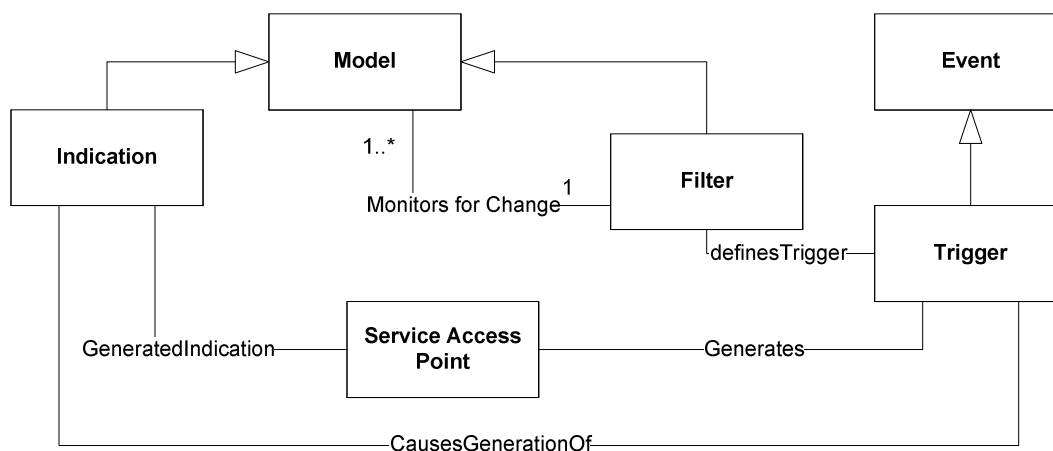 Model
Event
1..*
Indication
Filter
1
Monitors for Change
definesTrigger
Trigger
Service Access
Point
GeneratedIndication
Generates
CausesGenerationOf